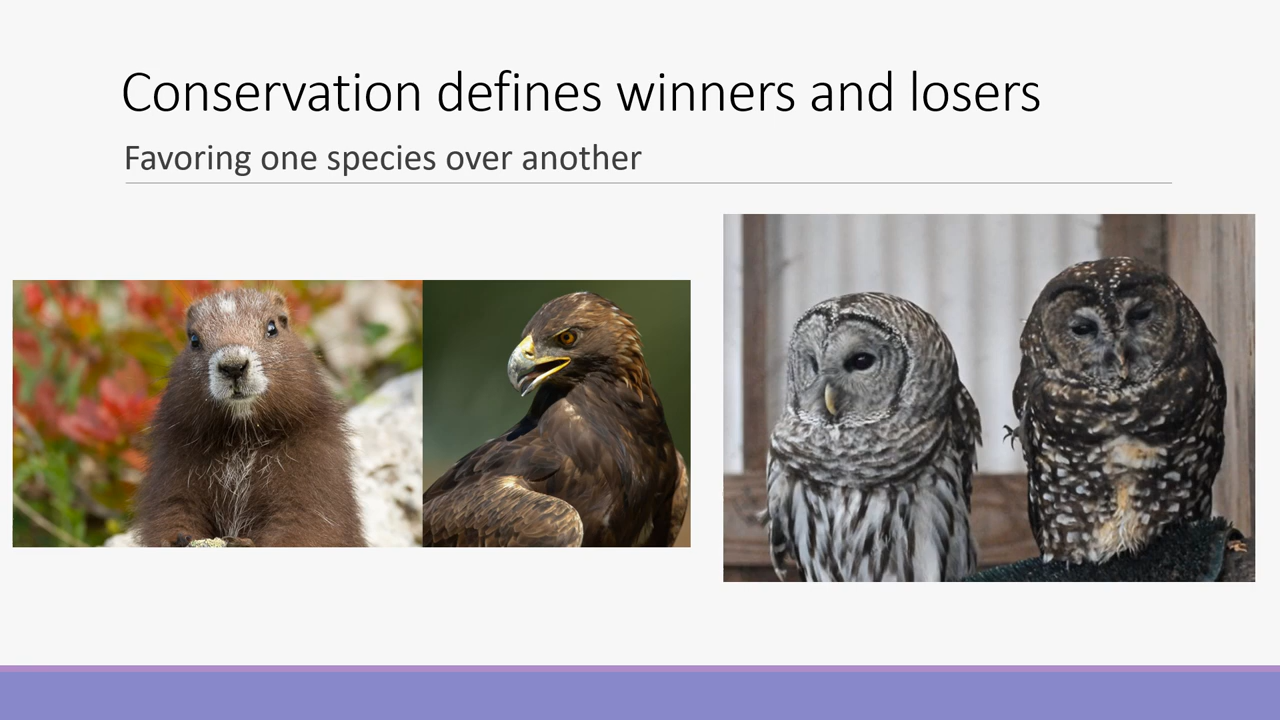 Conservation defines winners and losers
Favoring one species over another